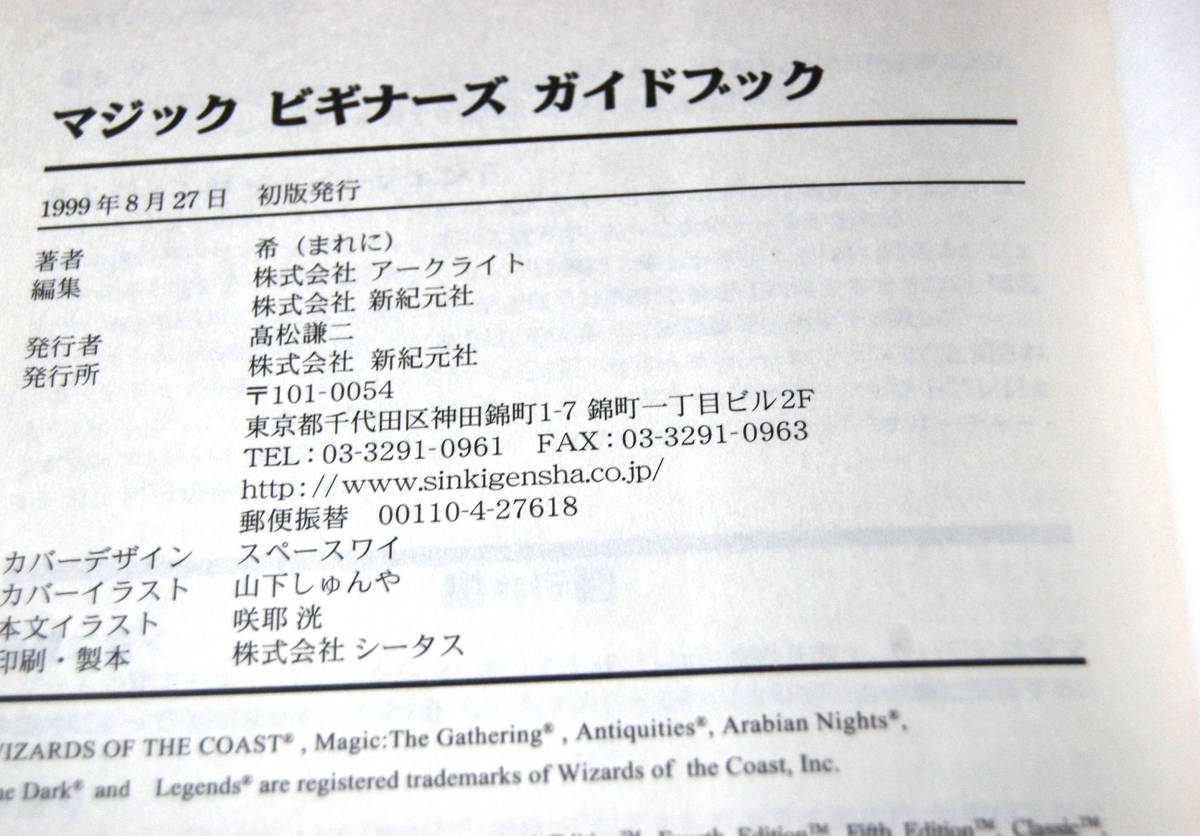 マジック ビギナーズ ガイドブック
1999年8月27日 初版発行
著者 希（まれに）
編集 株式会社 アークライト
株式会社 新紀元社
発行者 髙松謙二
発行所 株式会社 新紀元社
〒101-0054
東京都千代田区神田錦町1-7 錦町一丁目ビル2F
TEL：03-3291-0961 FAX：03-3291-0963
http://www.sinkigensha.co.jp/
郵便振替 00110-4-27618
カバーデザイン スペースワイ
カバーイラスト 山下しゅんや
本文イラスト 咲耶 洸
印刷・製本 株式会社 シータス
WIZARDS OF THE COAST®, Magic:The Gathering®, Antiquities®, Arabian Nights®,
Dark® and Legends® are registered trademarks of Wizards of the Coast, Inc.
Edition™, Fourth Edition™, Fifth Edition™, Classic™